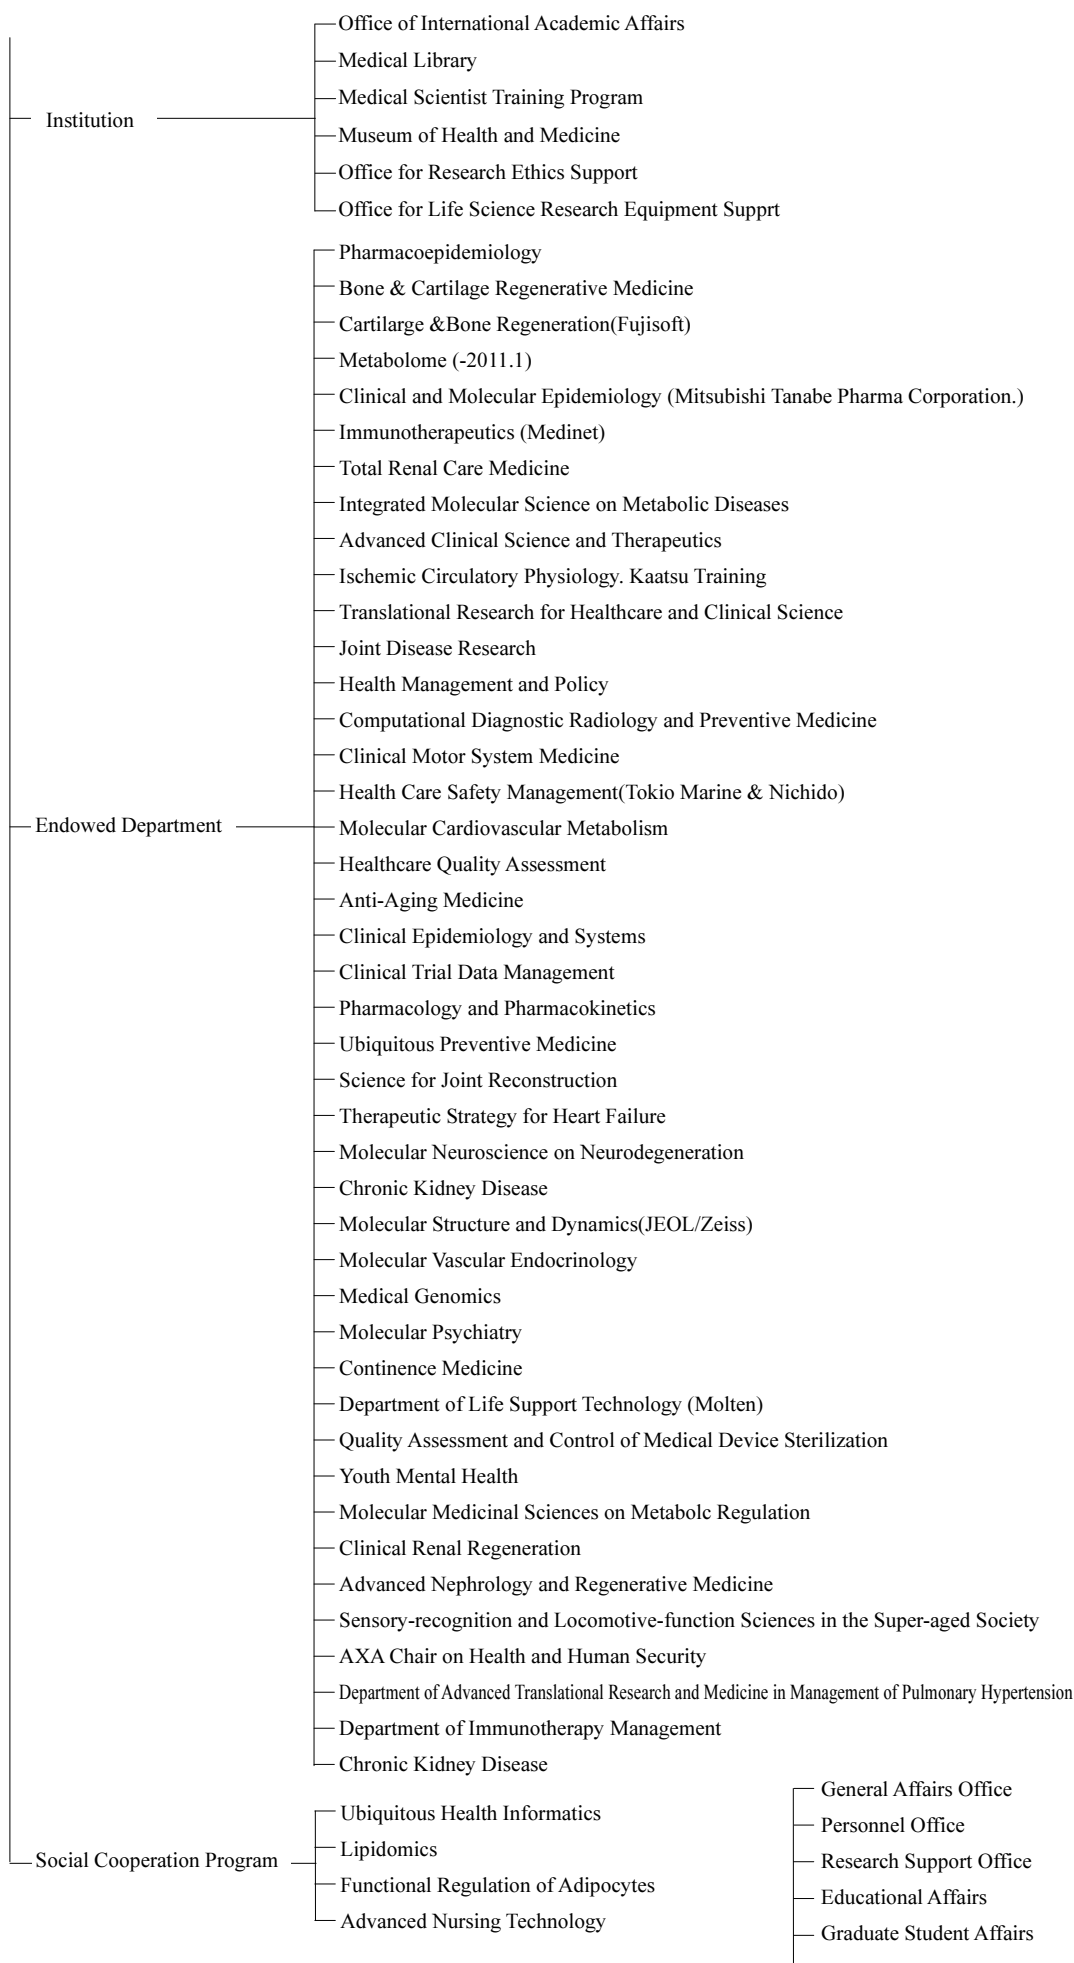 Office of International Academic Affairs
Medical Library
Medical Scientist Training Program
Institution
Museum of Health and Medicine
Office for Research Ethics Support
Office for Life Science Research Equipment Supprt
Pharmacoepidemiology
Bone & Cartilage Regenerative Medicine
Cartilarge &Bone Regeneration(Fujisoft)
Metabolome (-2011.1)
Clinical and Molecular Epidemiology (Mitsubishi Tanabe Pharma Corporation.)
Immunotherapeutics (Medinet)
Total Renal Care Medicine
Integrated Molecular Science on Metabolic Diseases
Advanced Clinical Science and Therapeutics
Ischemic Circulatory Physiology. Kaatsu Training
Translational Research for Healthcare and Clinical Science
Joint Disease Research
Health Management and Policy
Computational Diagnostic Radiology and Preventive Medicine
Clinical Motor System Medicine
Health Care Safety Management(Tokio Marine & Nichido)
Endowed Department
Molecular Cardiovascular Metabolism
Healthcare Quality Assessment
Anti-Aging Medicine
Clinical Epidemiology and Systems
Clinical Trial Data Management
Pharmacology and Pharmacokinetics
Ubiquitous Preventive Medicine
Science for Joint Reconstruction
Therapeutic Strategy for Heart Failure
Molecular Neuroscience on Neurodegeneration
Chronic Kidney Disease
Molecular Structure and Dynamics(JEOL/Zeiss)
Molecular Vascular Endocrinology
Medical Genomics
Molecular Psychiatry
Continence Medicine
Department of Life Support Technology (Molten)
Quality Assessment and Control of Medical Device Sterilization
Youth Mental Health
Molecular Medicinal Sciences on Metabolc Regulation
Clinical Renal Regeneration
Advanced Nephrology and Regenerative Medicine
Sensory-recognition and Locomotive-function Sciences in the Super-aged Society
AXA Chair on Health and Human Security
Department of Advanced Translational Research and Medicine in Management of Pulmonary Hypertension
Department of Immunotherapy Management
Chronic Kidney Disease
Social Cooperation Program
Ubiquitous Health Informatics
Lipidomics
Functional Regulation of Adipocytes
Advanced Nursing Technology
General Affairs Office
Personnel Office
Research Support Office
Educational Affairs
Graduate Student Affairs